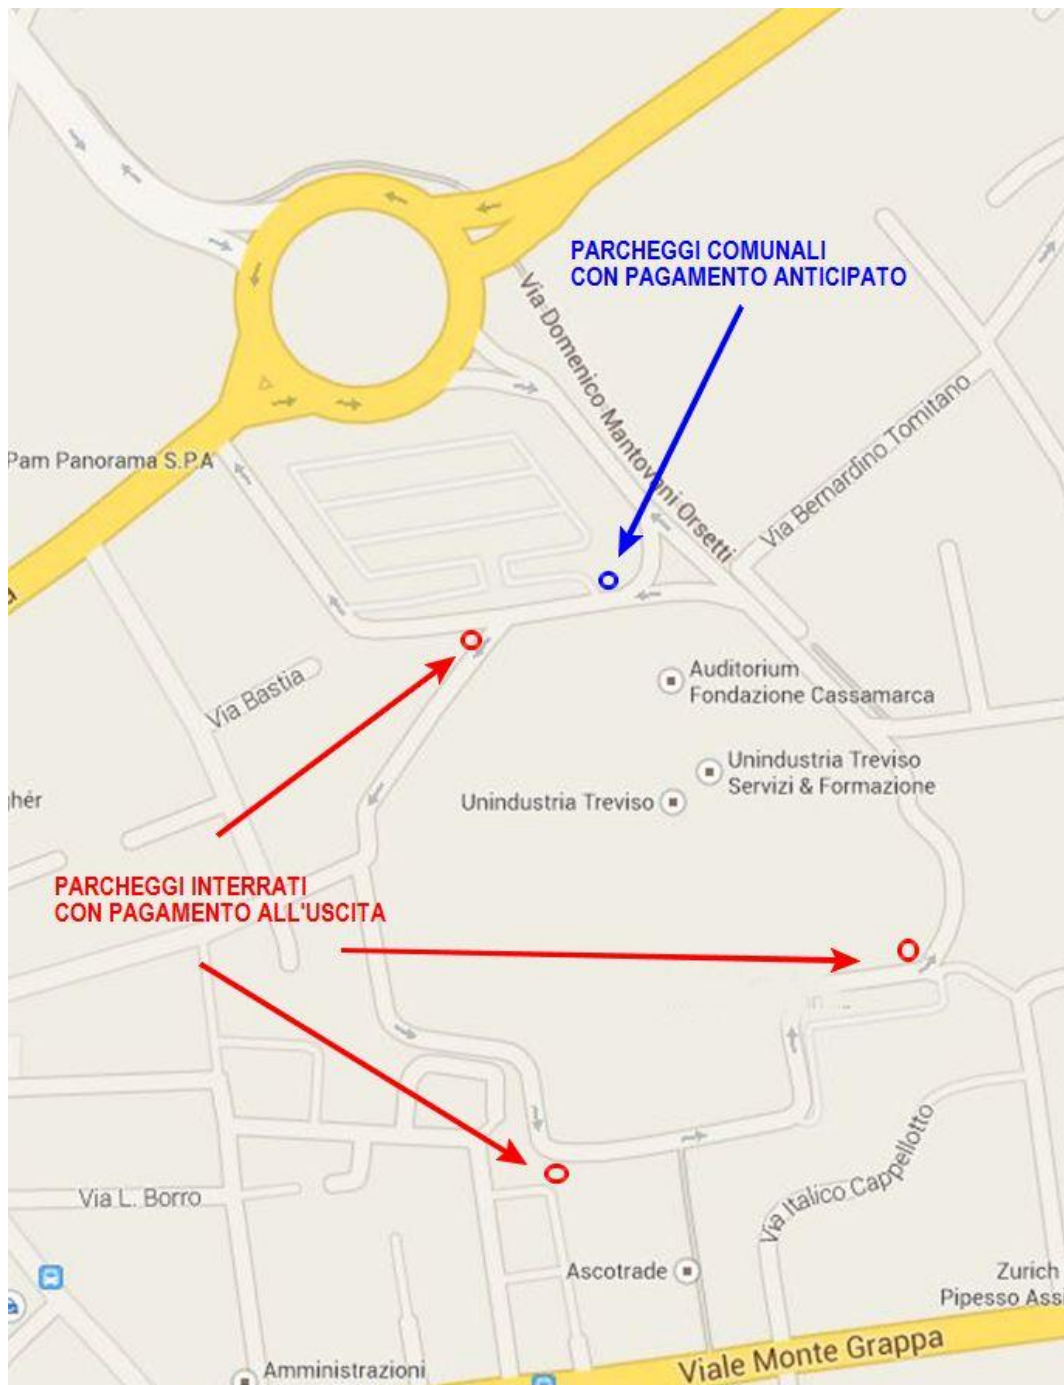 PARCHEGGI COMUNALI
CON PAGAMENTO ANTICIPATO
Via Domenico Mantovani Orsetti
Via Bernardino Tomitano
Pam Panorama S.P.A
Via Bastia
Auditorium
Fondazione Cassamarca
Unindustria Treviso
Servizi & Formazione
Unindustria Treviso
PARCHEGGI INTERRATI
CON PAGAMENTO ALL'USCITA
Via L. Borro
Via Italico Cappellotto
Ascotrade
Zurich
Pipesso Assi
Viale Monte Grappa
Amministrazioni